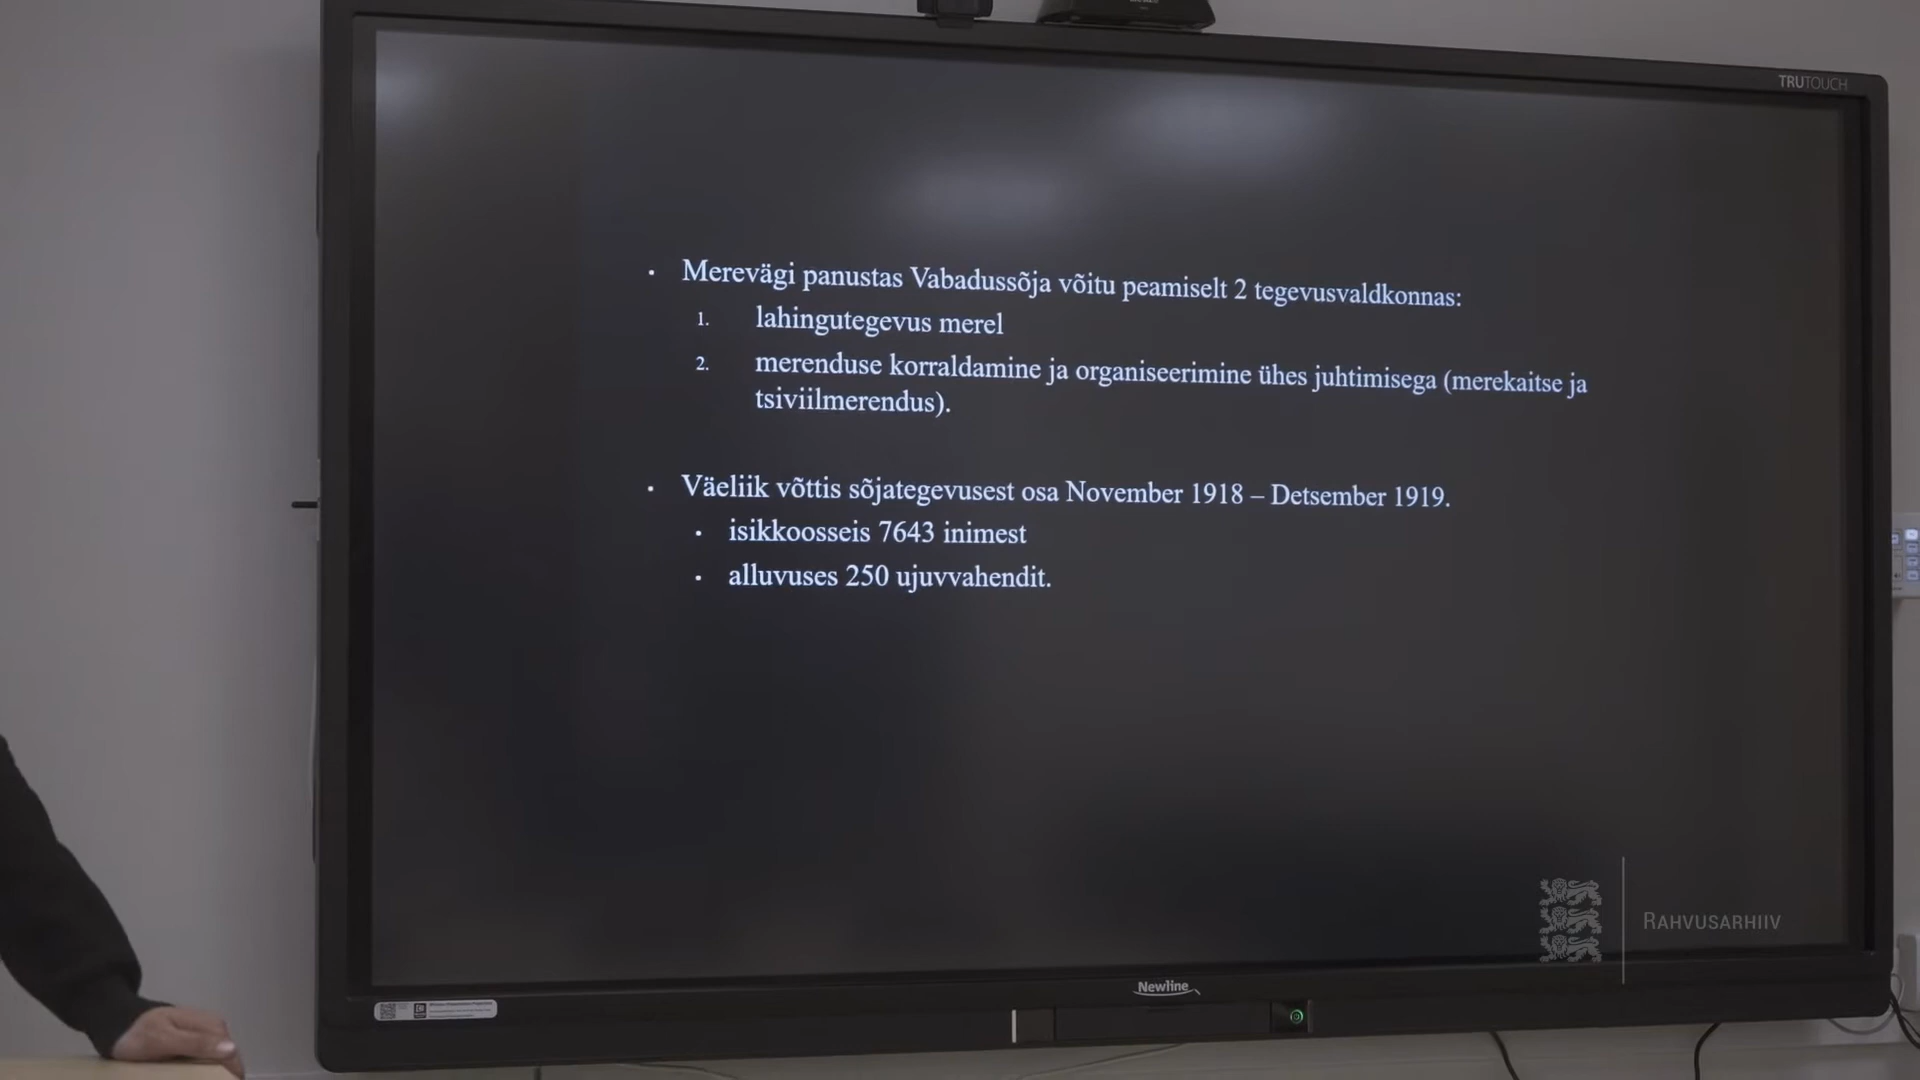 TRUTOUCH
• Merevägi panustas Vabadussõja võitu peamiselt 2 tegevusvaldkonnas:
1. lahingutegevus merel
2. merenduse korraldamine ja organiseerimine ühes juhtimisega (merekaitse ja
tsiviilmerendus).
• Väeliik võttis sõjategevusest osa November 1918 – Detsember 1919.
• isikkoosseis 7643 inimest
• alluvuses 250 ujuvvahendit.
RAHVUSARHIIV
Newline